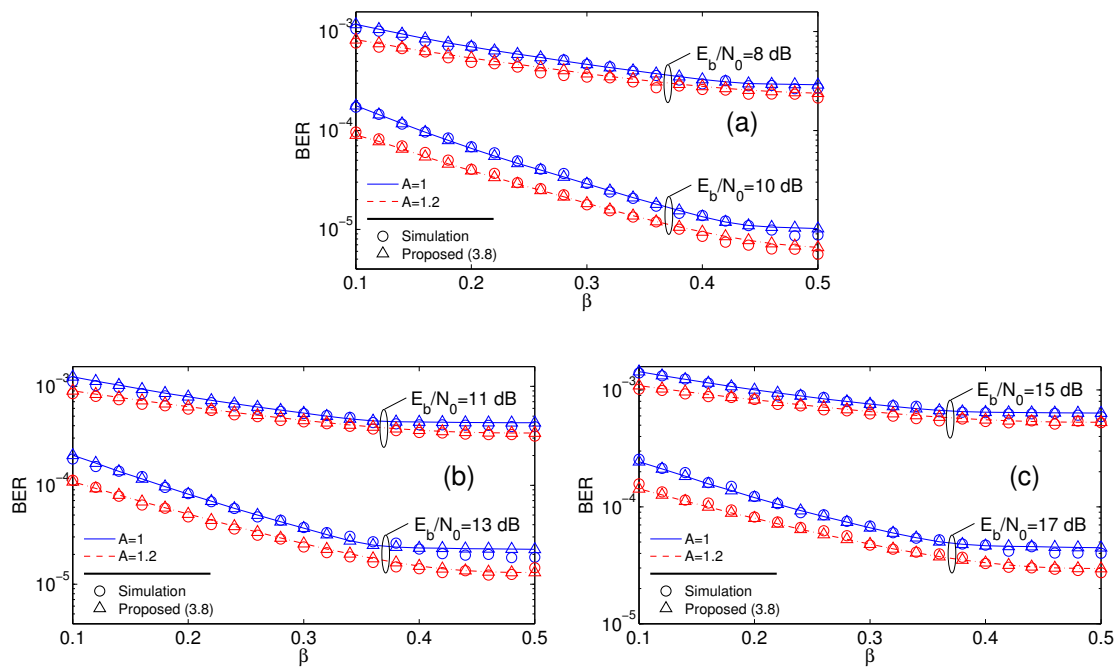 10^{-3}
10^{-4}
10^{-5}
BER
E_b/N_0=8 dB
(a)
E_b/N_0=10 dB
A=1
A=1.2
Simulation
Proposed (3.8)
0.1 0.2 0.3 0.4 0.5
β
10^{-3}
10^{-4}
10^{-5}
BER
E_b/N_0=11 dB
(b)
E_b/N_0=13 dB
A=1
A=1.2
Simulation
Proposed (3.8)
0.1 0.2 0.3 0.4 0.5
β
10^{-3}
10^{-4}
10^{-5}
BER
E_b/N_0=15 dB
(c)
E_b/N_0=17 dB
A=1
A=1.2
Simulation
Proposed (3.8)
0.1 0.2 0.3 0.4 0.5
β